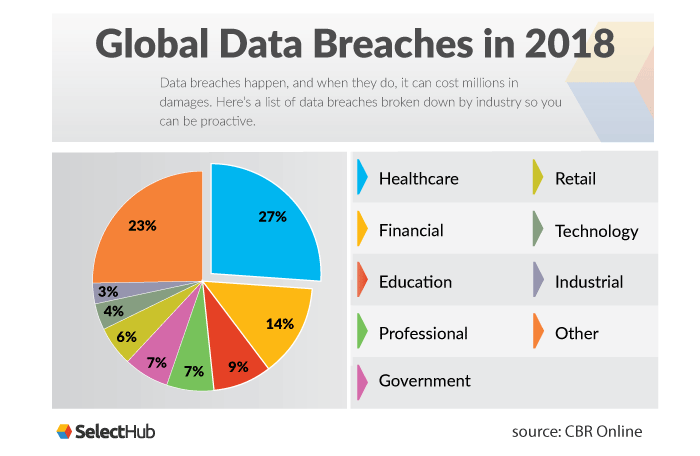 Global Data Breaches in 2018
Data breaches happen, and when they do, it can cost millions in
damages. Here's a list of data breaches broken down by industry so you
can be proactive.
27%
14%
9%
7%
7%
6%
4%
3%
23%
Healthcare
Financial
Education
Professional
Government
Retail
Technology
Industrial
Other
SelectHub
source: CBR Online